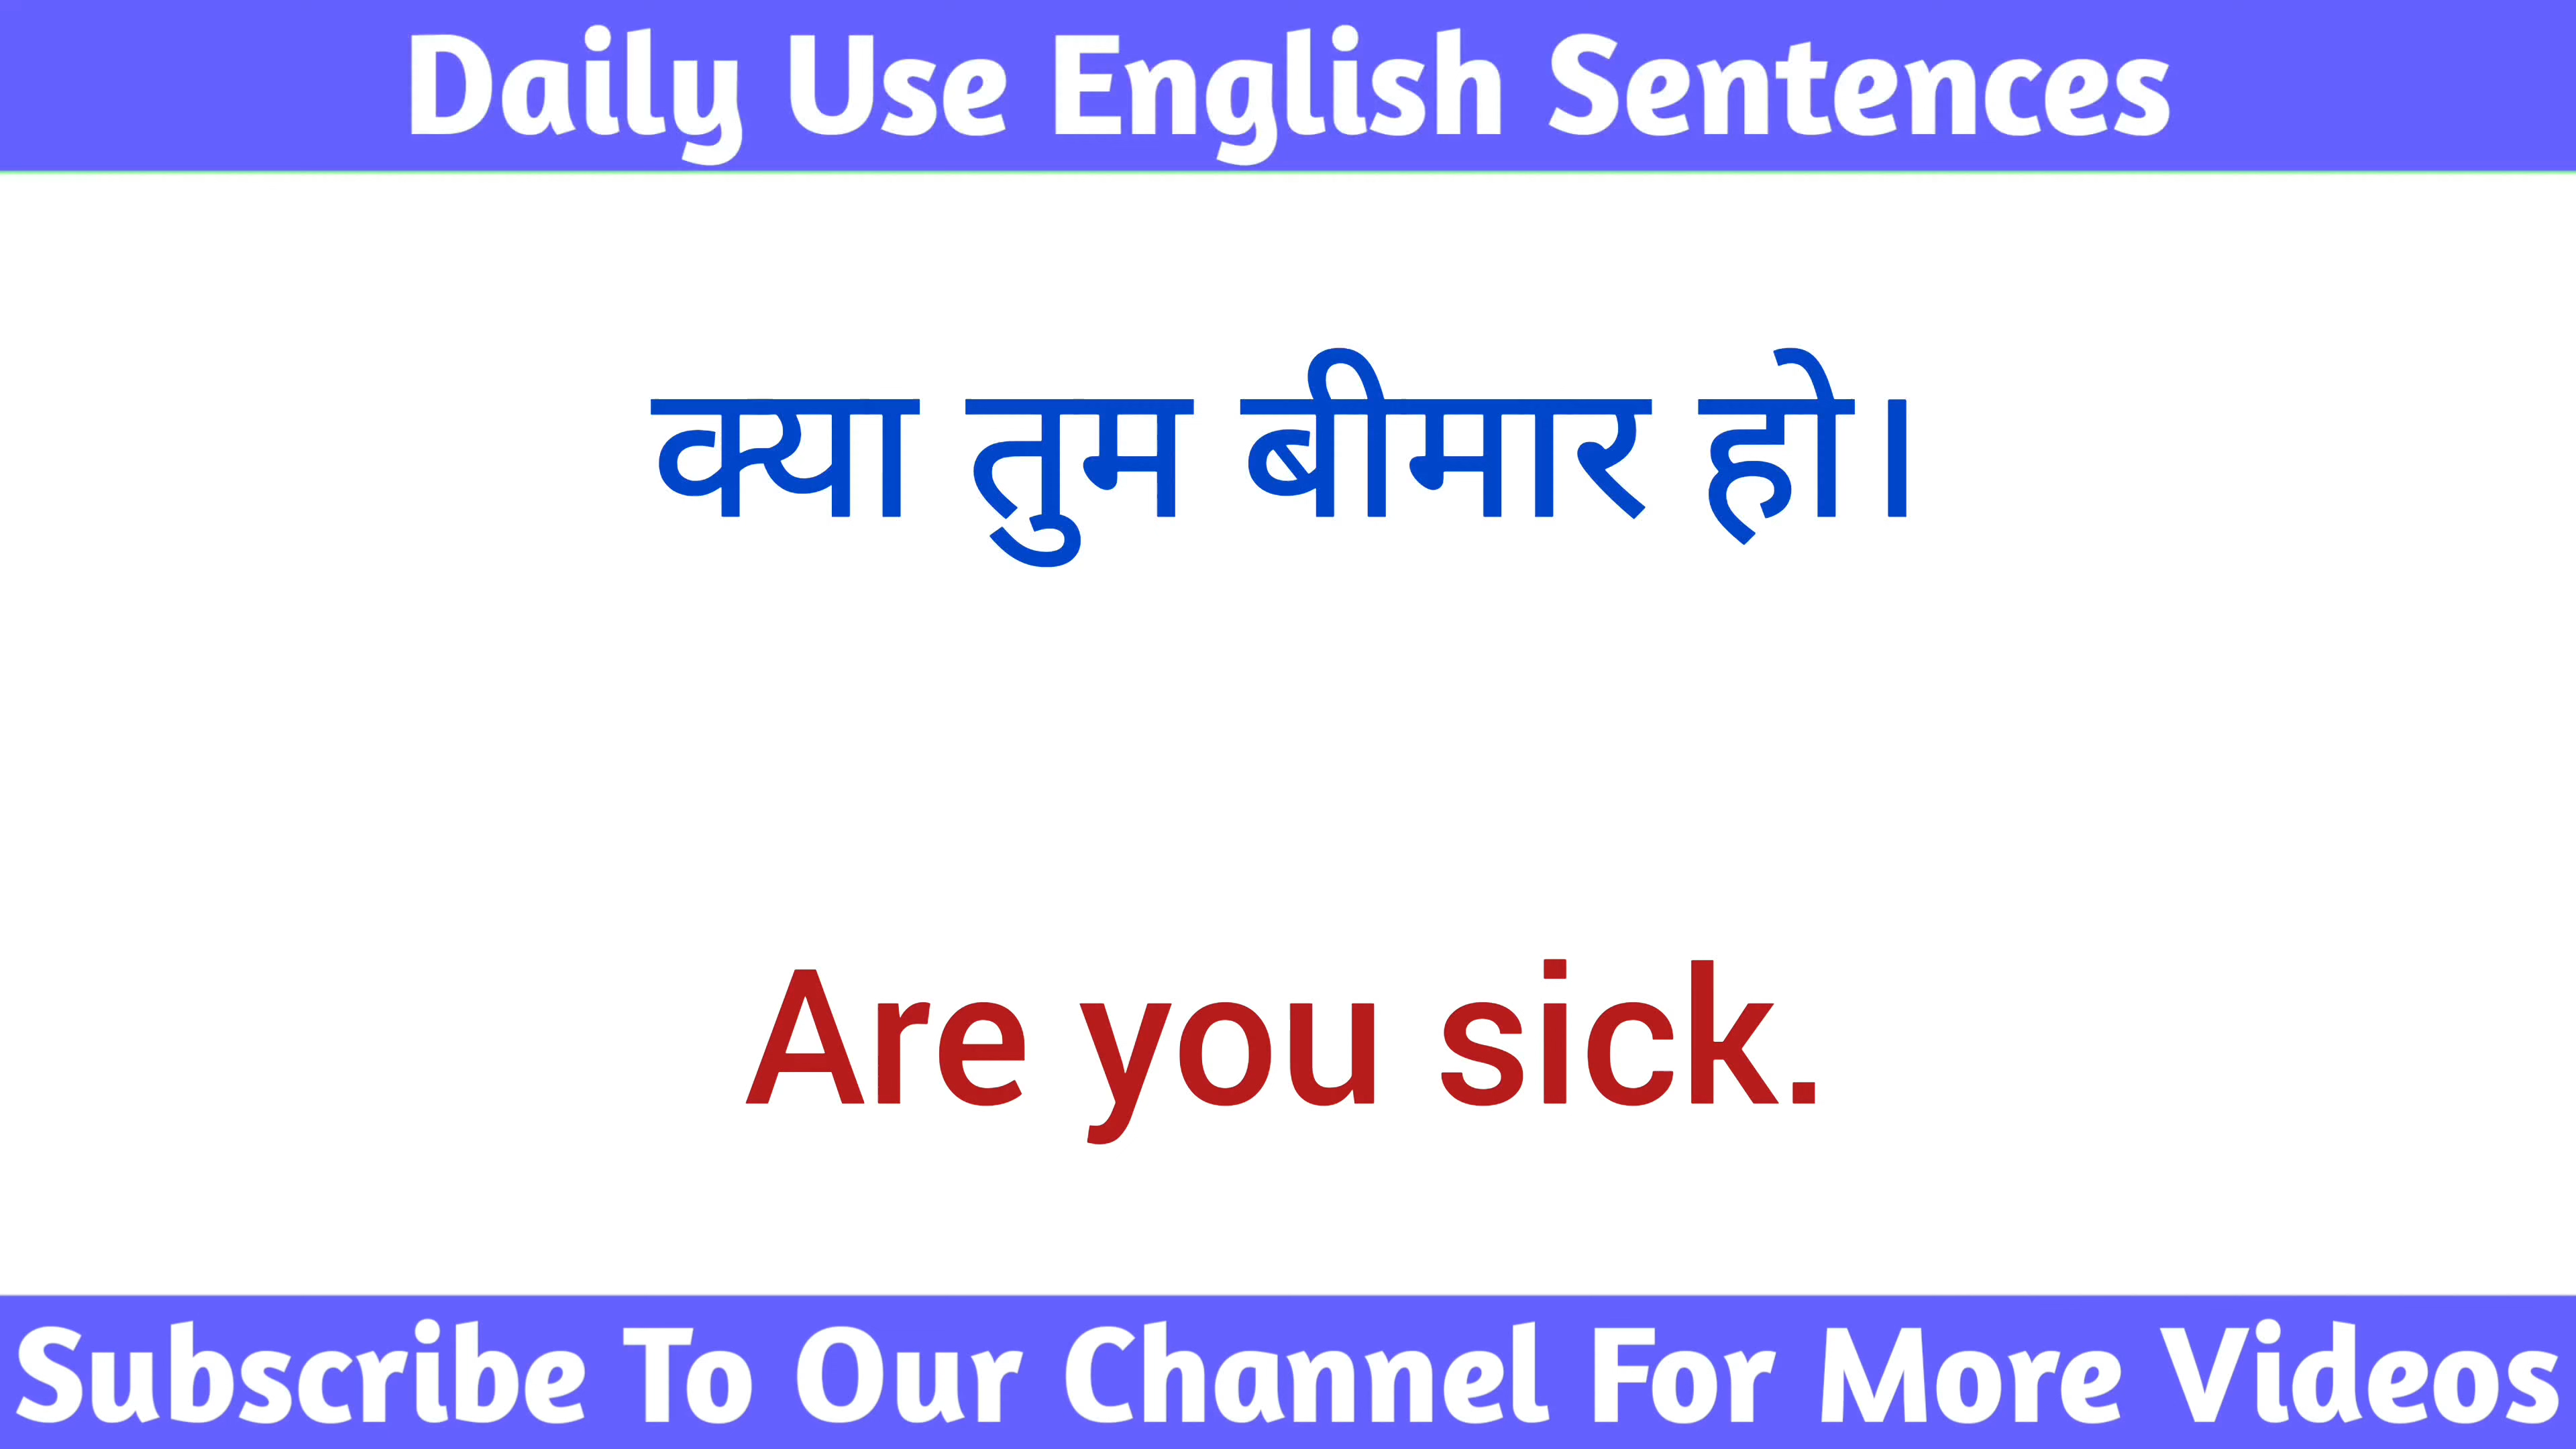 Daily Use English Sentences
क्या तुम बीमार हो।
Are you sick.
Subscribe To Our Channel For More Videos